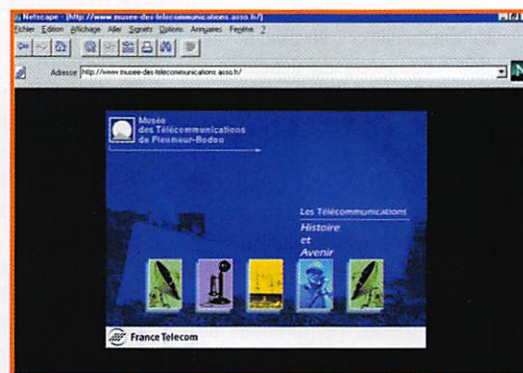 Netscape - [http://www.musee-des-telecommunications.asso.fr/]
Fichier Edition Affichage Aller Signets Options Annuaires Fenêtre ?
Adresse: http://www.musee-des-telecommunications.asso.fr/
N
Musée
des Télécommunications
de Pleumeur-Bodou
Les Télécommunications
Histoire
et
Avenir
France Telecom